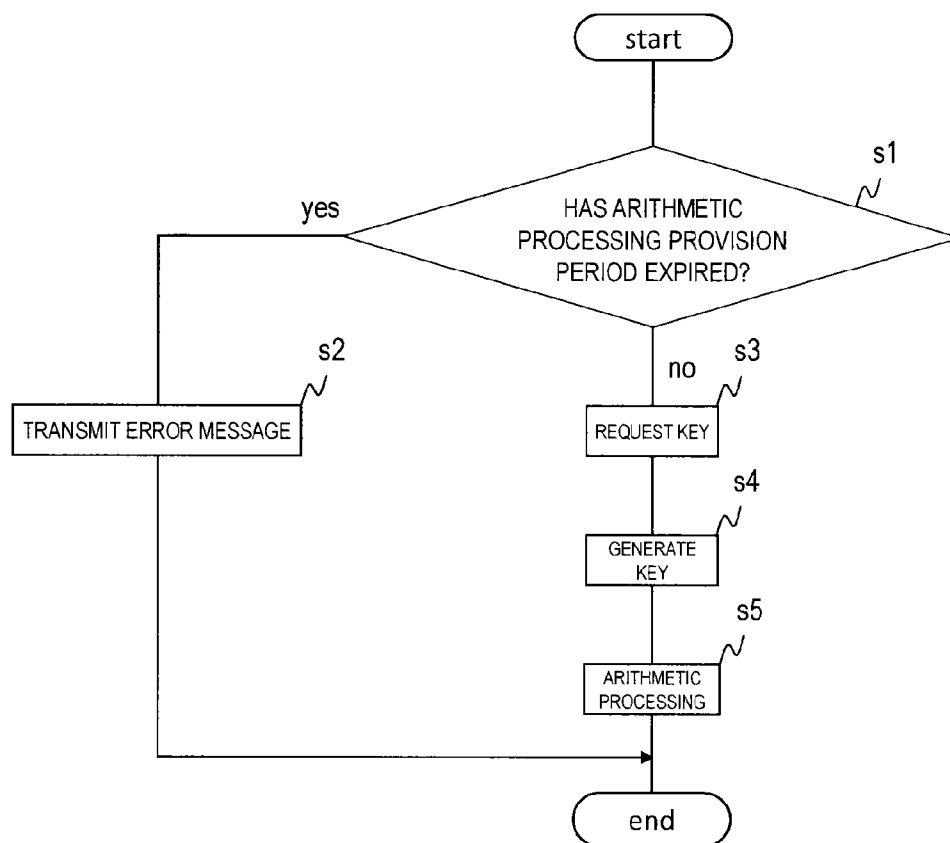 start
s1
HAS ARITHMETIC
PROCESSING PROVISION
PERIOD EXPIRED?
yes
no
s2
TRANSMIT ERROR MESSAGE
s3
REQUEST KEY
s4
GENERATE
KEY
s5
ARITHMETIC
PROCESSING
end